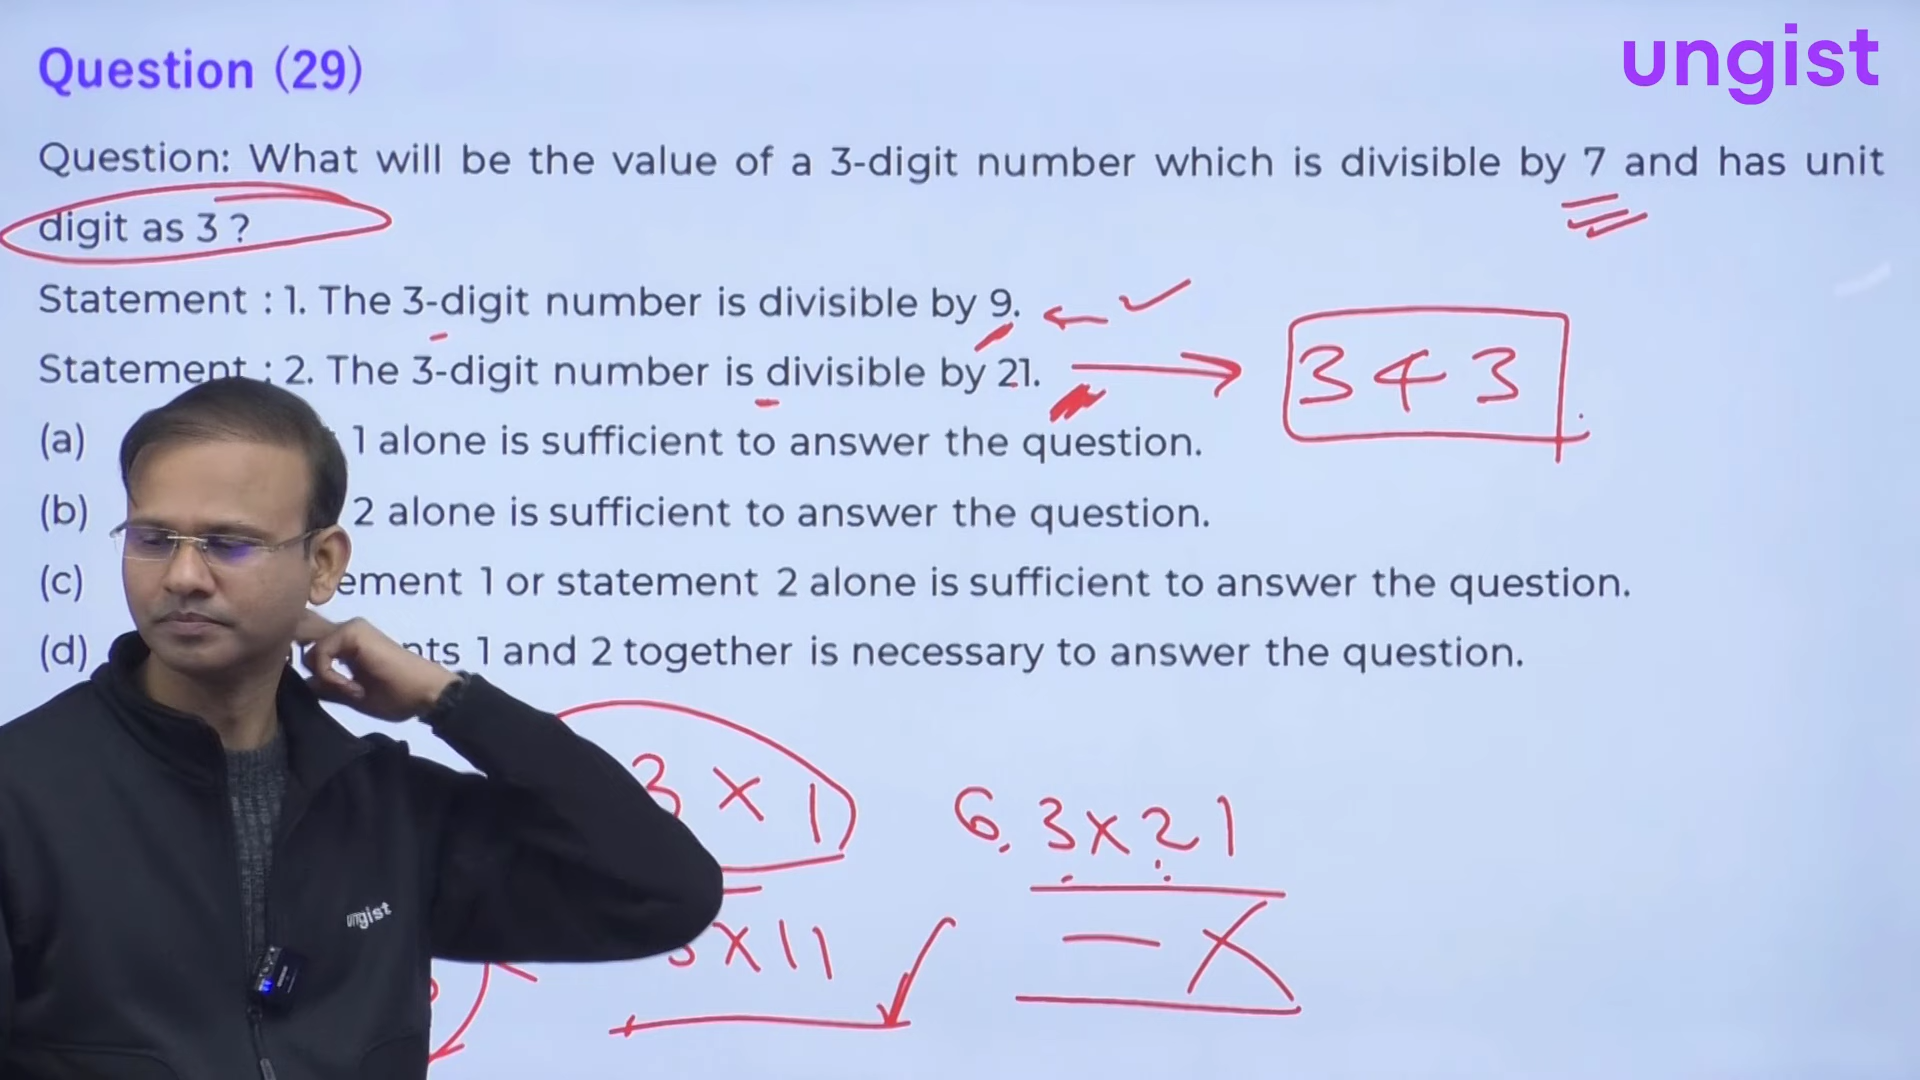 Question (29)
ungist
Question: What will be the value of a 3-digit number which is divisible by 7 and has unit
digit as 3 ?
Statement : 1. The 3-digit number is divisible by 9.
Statement : 2. The 3-digit number is divisible by 21.
343
(a) 1 alone is sufficient to answer the question.
(b) 2 alone is sufficient to answer the question.
(c) ement 1 or statement 2 alone is sufficient to answer the question.
(d) nts 1 and 2 together is necessary to answer the question.
3 × 1
6, 3×21
× 11
ungist